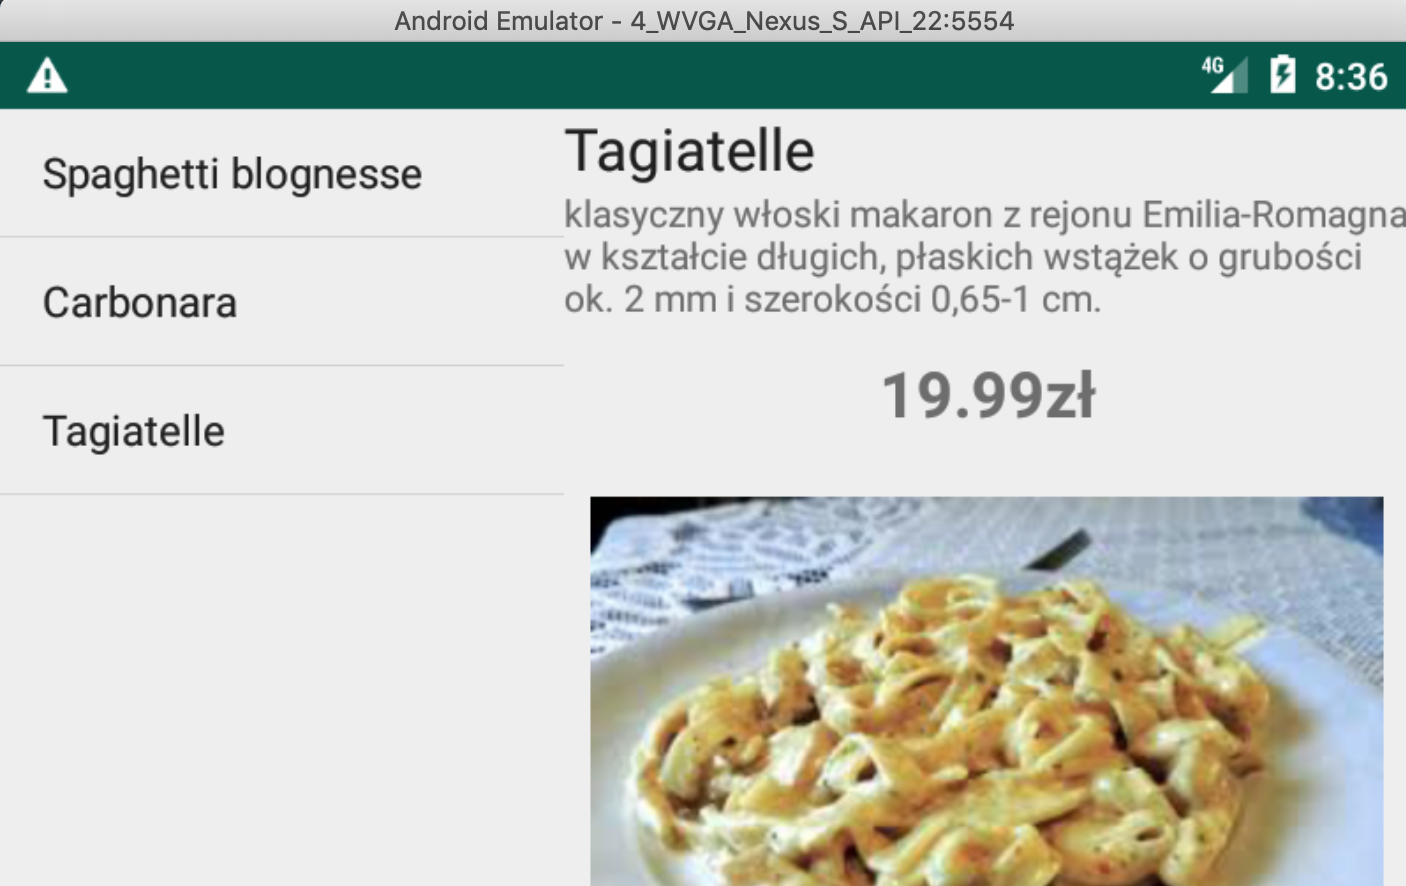 Android Emulator - 4_WVGA_Nexus_S_API_22:5554
4G 8:36
Spaghetti blognesse
Carbonara
Tagiatelle
Tagiatelle
klasyczny włoski makaron z rejonu Emilia-Romagna
w kształcie długich, płaskich wstążek o grubości
ok. 2 mm i szerokości 0,65-1 cm.
19.99zł